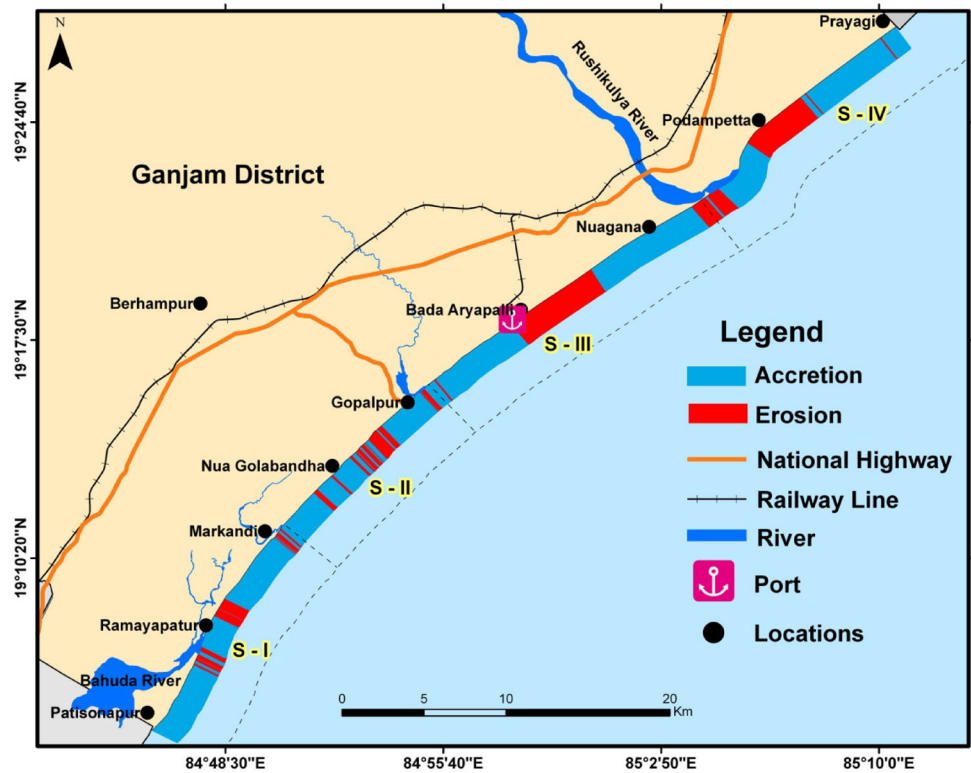 N
Prayagi
Rushikulya River
Podampetta
S - IV
19°24'40"N
Ganjam District
Nuagana
Berhampur
Bada Aryapalli
19°17'30"N
S - III
Legend
Accretion
Erosion
National Highway
Railway Line
River
Port
Locations
Gopalpur
Nua Golabandha
S - II
Markandi
19°10'20"N
Ramayapatur
S - I
Bahuda River
Patisonapur
0 5 10 20
Km
84°48'30"E 84°55'40"E 85°2'50"E 85°10'0"E